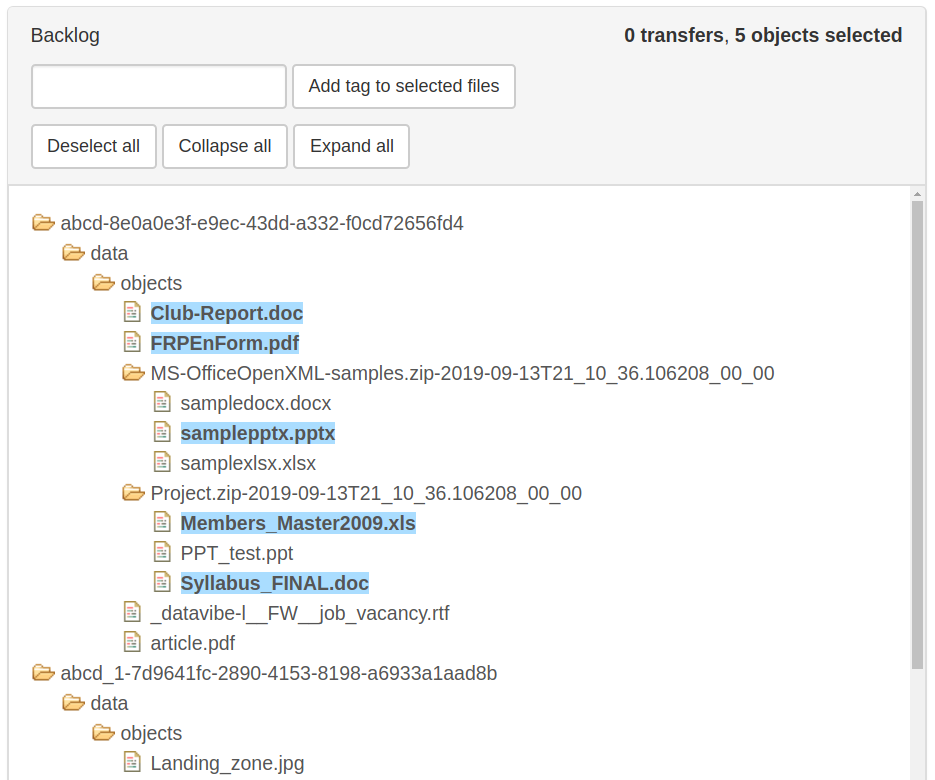 Backlog
0 transfers, 5 objects selected
Add tag to selected files
Deselect all
Collapse all
Expand all
abcd-8e0a0e3f-e9ec-43dd-a332-f0cd72656fd4
data
objects
Club-Report.doc
FRPEnForm.pdf
MS-OfficeOpenXML-samples.zip-2019-09-13T21_10_36.106208_00_00
sampledocx.docx
samplepptx.pptx
samplexlsx.xlsx
Project.zip-2019-09-13T21_10_36.106208_00_00
Members_Master2009.xls
PPT_test.ppt
Syllabus_FINAL.doc
_datavibe-l__FW__job_vacancy.rtf
article.pdf
abcd_1-7d9641fc-2890-4153-8198-a6933a1aad8b
data
objects
Landing_zone.jpg